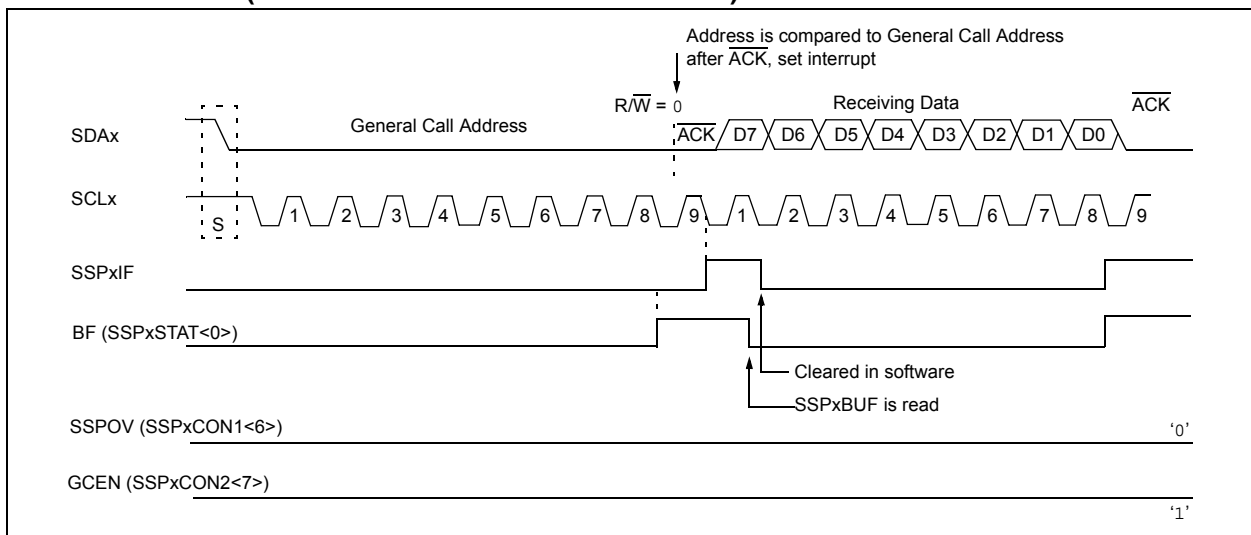 Address is compared to General Call Address
after ACK, set interrupt
R/W = 0
Receiving Data
ACK
SDAx
General Call Address
ACK
D7 D6 D5 D4 D3 D2 D1 D0
SCLx
S
1 2 3 4 5 6 7 8 9 1 2 3 4 5 6 7 8 9
SSPxIF
BF (SSPxSTAT<0>)
Cleared in software
SSPxBUF is read
SSPOV (SSPxCON1<6>)
‘0’
GCEN (SSPxCON2<7>)
‘1’